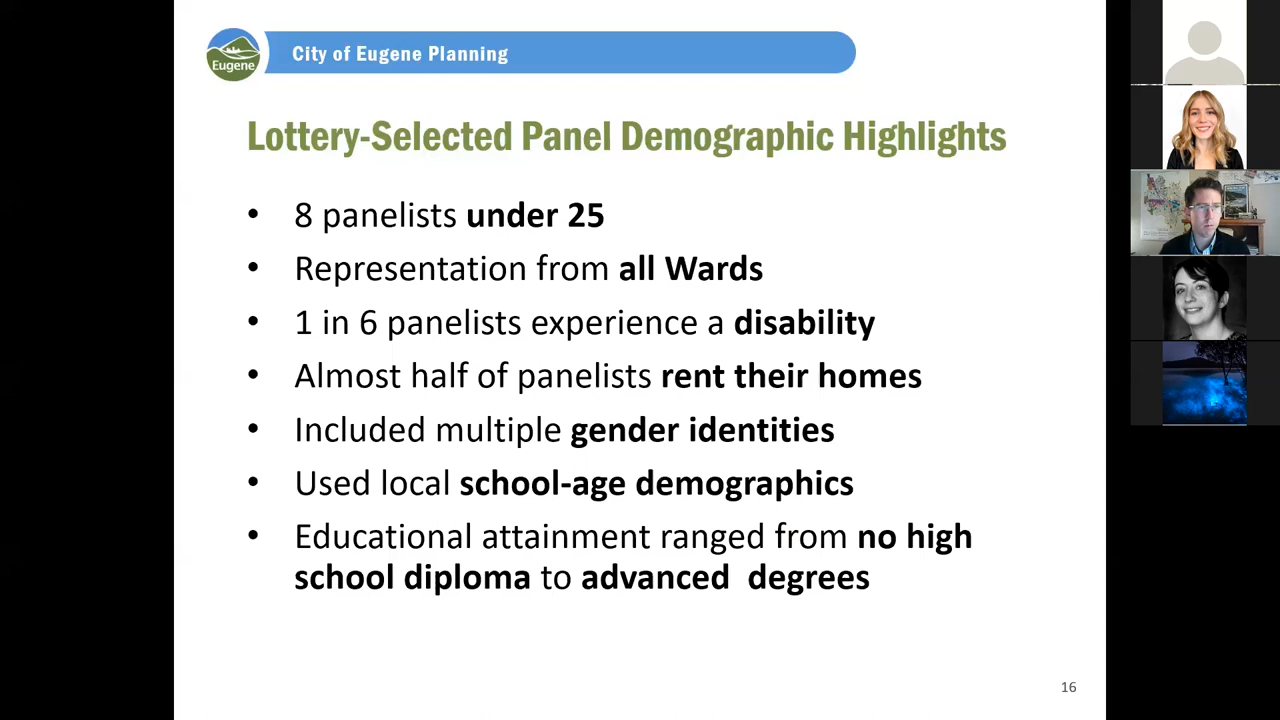 Eugene
City of Eugene Planning
Lottery-Selected Panel Demographic Highlights
• 8 panelists under 25
• Representation from all Wards
• 1 in 6 panelists experience a disability
• Almost half of panelists rent their homes
• Included multiple gender identities
• Used local school-age demographics
• Educational attainment ranged from no high
school diploma to advanced degrees
16